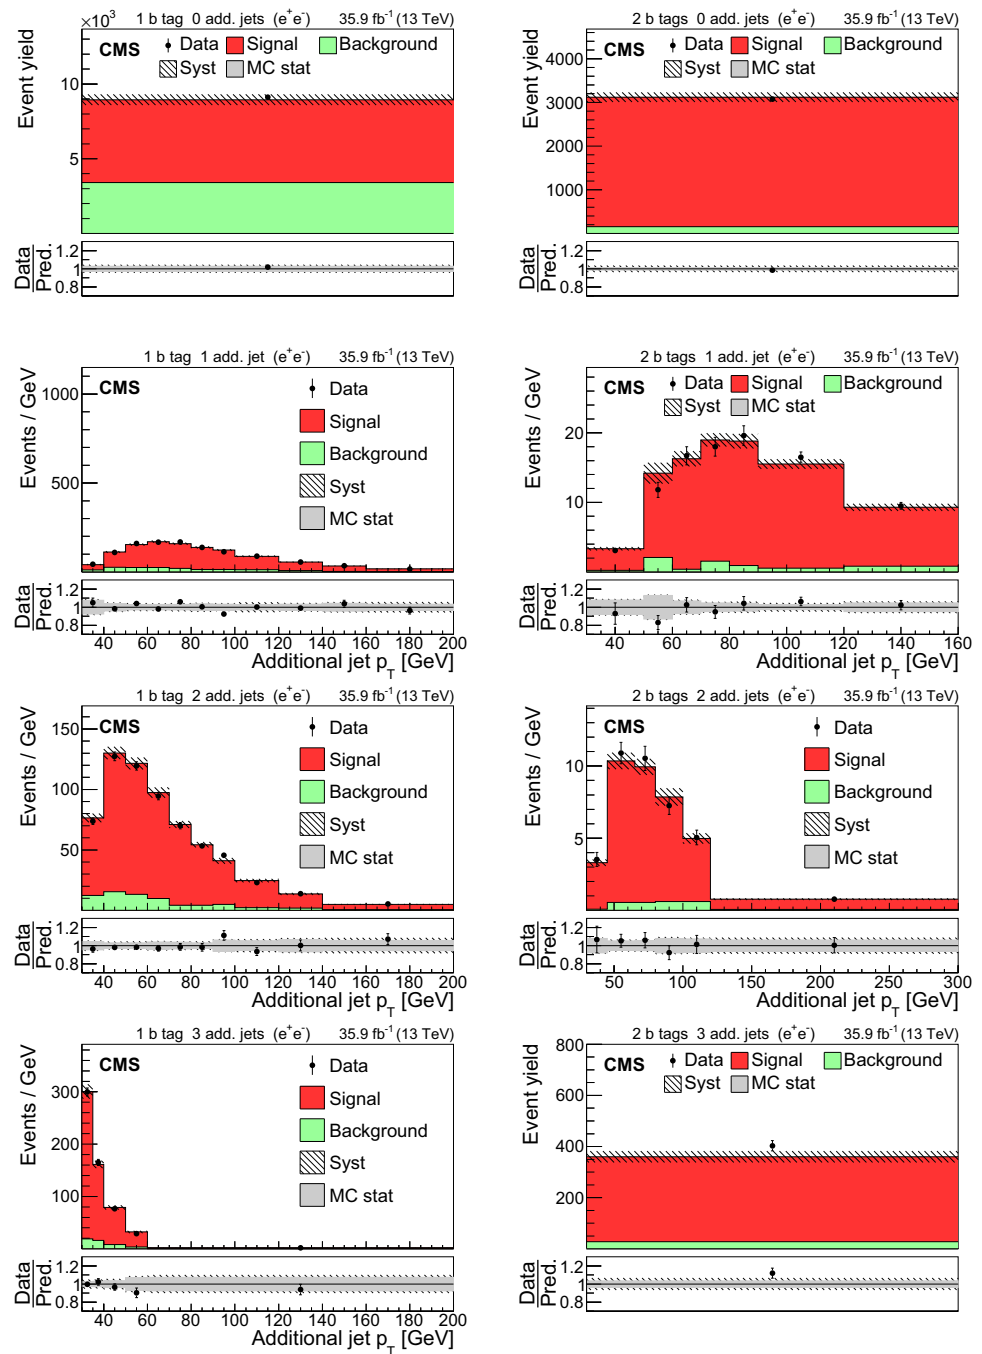 1 b tag 0 add. jets (e⁺e⁻) 35.9 fb⁻¹ (13 TeV)
×10³
Event yield
CMS
Data Signal Background
Syst MC stat
10
5
Data
Pred.
1.2
1
0.8
2 b tags 0 add. jets (e⁺e⁻) 35.9 fb⁻¹ (13 TeV)
Event yield
CMS
Data Signal Background
Syst MC stat
4000
3000
2000
1000
Data
Pred.
1.2
1
0.8
1 b tag 1 add. jet (e⁺e⁻) 35.9 fb⁻¹ (13 TeV)
Events / GeV
CMS
Data
Signal
Background
Syst
MC stat
1000
500
Data
Pred.
1.2
1
0.8
40 60 80 100 120 140 160 180 200
Additional jet p_T [GeV]
2 b tags 1 add. jet (e⁺e⁻) 35.9 fb⁻¹ (13 TeV)
Events / GeV
CMS
Data Signal Background
Syst MC stat
20
10
Data
Pred.
1.2
1
0.8
40 60 80 100 120 140 160
Additional jet p_T [GeV]
1 b tag 2 add. jets (e⁺e⁻) 35.9 fb⁻¹ (13 TeV)
Events / GeV
CMS
Data
Signal
Background
Syst
MC stat
150
100
50
Data
Pred.
1.2
1
0.8
40 60 80 100 120 140 160 180 200
Additional jet p_T [GeV]
2 b tags 2 add. jets (e⁺e⁻) 35.9 fb⁻¹ (13 TeV)
Events / GeV
CMS
Data
Signal
Background
Syst
MC stat
10
5
Data
Pred.
1.2
1
0.8
50 100 150 200 250 300
Additional jet p_T [GeV]
1 b tag 3 add. jets (e⁺e⁻) 35.9 fb⁻¹ (13 TeV)
Events / GeV
CMS
Data
Signal
Background
Syst
MC stat
300
200
100
Data
Pred.
1.2
1
0.8
40 60 80 100 120 140 160 180 200
Additional jet p_T [GeV]
2 b tags 3 add. jets (e⁺e⁻) 35.9 fb⁻¹ (13 TeV)
Event yield
CMS
Data Signal Background
Syst MC stat
800
600
400
200
Data
Pred.
1.2
1
0.8